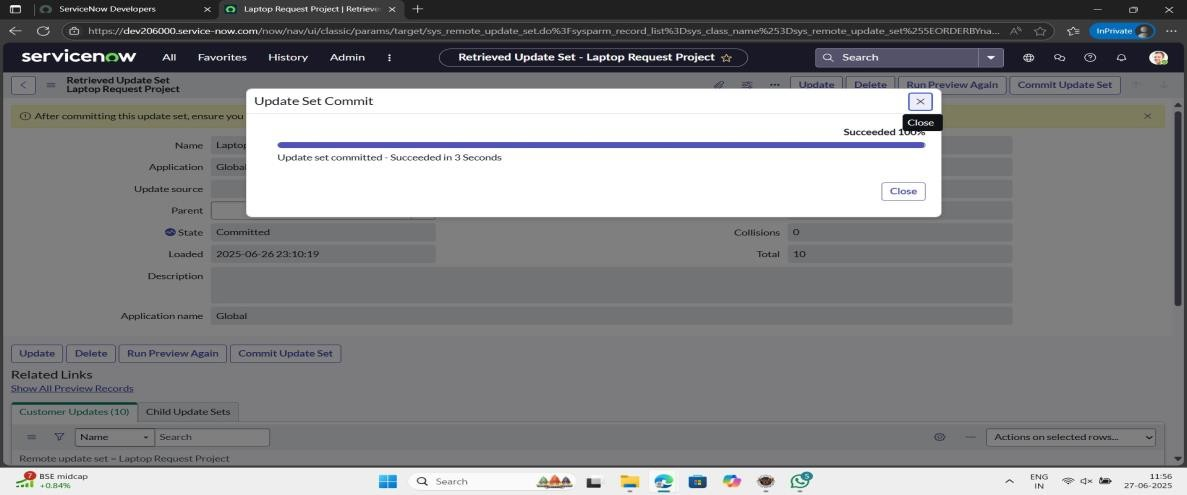 ServiceNow Developers
Laptop Request Project | Retrieve
https://dev206000.service-now.com/now/nav/ui/classic/params/target/sys_remote_update_set.do%3Fsysparm_record_list%3Dsys_class_name%253Dsys_remote_update_set%255EORDERBYna...
InPrivate
servicenow All Favorites History Admin
Retrieved Update Set - Laptop Request Project
Search
Retrieved Update Set
Laptop Request Project
Update Delete Run Preview Again Commit Update Set
After committing this update set, ensure you
Update Set Commit
Close
Succeeded 100%
Update set committed - Succeeded in 3 Seconds
Close
Name Laptop
Application Global
Update source
Parent
State Committed
Collisions 0
Loaded 2025-06-26 23:10:19
Total 10
Description
Application name Global
Update Delete Run Preview Again Commit Update Set
Related Links
Show All Preview Records
Customer Updates (10) Child Update Sets
Name Search
Actions on selected rows...
Remote update set = Laptop Request Project
7
BSE midcap
+0.84%
Search
5
ENG
IN
11:56
27-06-2025